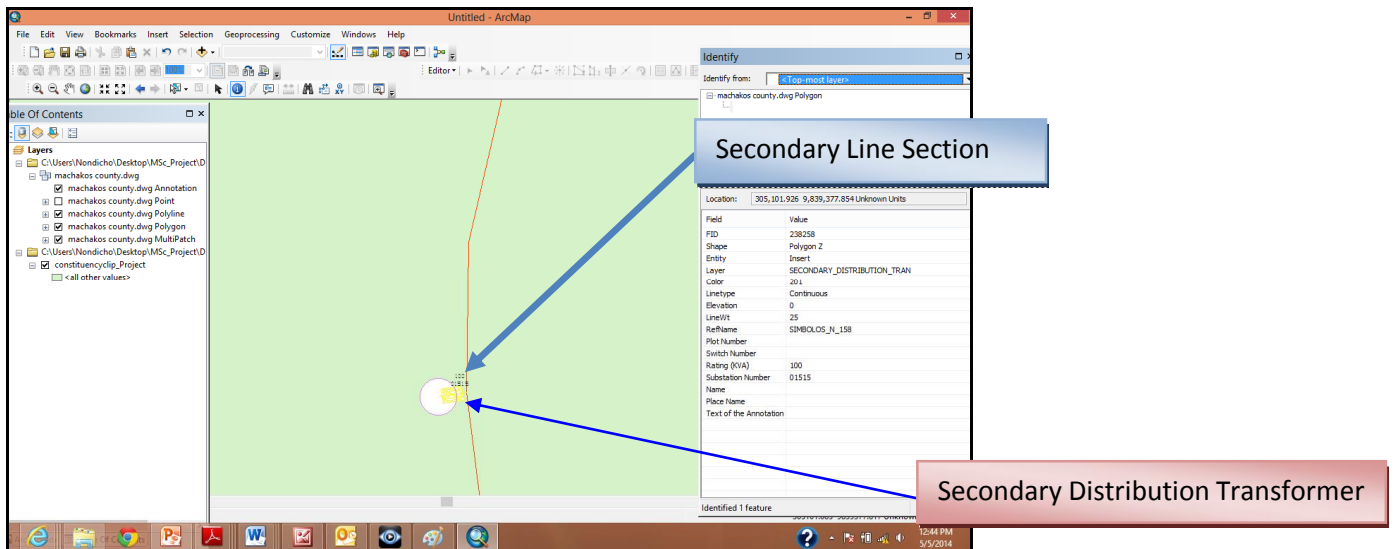 Untitled - ArcMap
File Edit View Bookmarks Insert Selection Geoprocessing Customize Windows Help
Editor
ble Of Contents
Layers
C:\Users\Nondicho\Desktop\MSc_Project\D
machakos county.dwg
machakos county.dwg Annotation
machakos county.dwg Point
machakos county.dwg Polyline
machakos county.dwg Polygon
machakos county.dwg MultiPatch
C:\Users\Nondicho\Desktop\MSc_Project\D
constituencyclip_Project
<all other values>
100
01515
Identify
Identify from: <Top-most layer>
machakos county.dwg Polygon
Secondary Line Section
Location: 305,101.926 9,839,377.854 Unknown Units
Field Value
FID 238258
Shape Polygon Z
Entity Insert
Layer SECONDARY_DISTRIBUTION_TRAN
Color 201
Linetype Continuous
Elevation 0
LineWt 25
RefName SIMBOLOS_N_158
Plot Number
Switch Number
Rating (KVA) 100
Substation Number 01515
Name
Place Name
Text of the Annotation
Secondary Distribution Transformer
Identified 1 feature
12:44 PM
5/5/2014